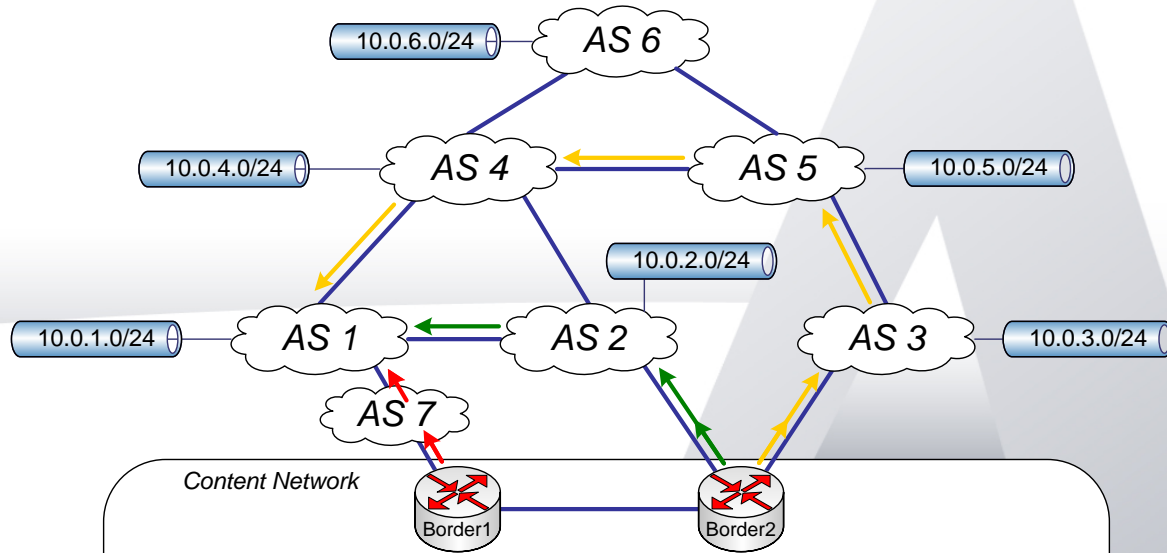 10.0.6.0/24
AS 6
10.0.4.0/24
AS 4
AS 5
10.0.5.0/24
10.0.2.0/24
10.0.1.0/24
AS 1
AS 2
AS 3
10.0.3.0/24
AS 7
Content Network
Border1
Border2